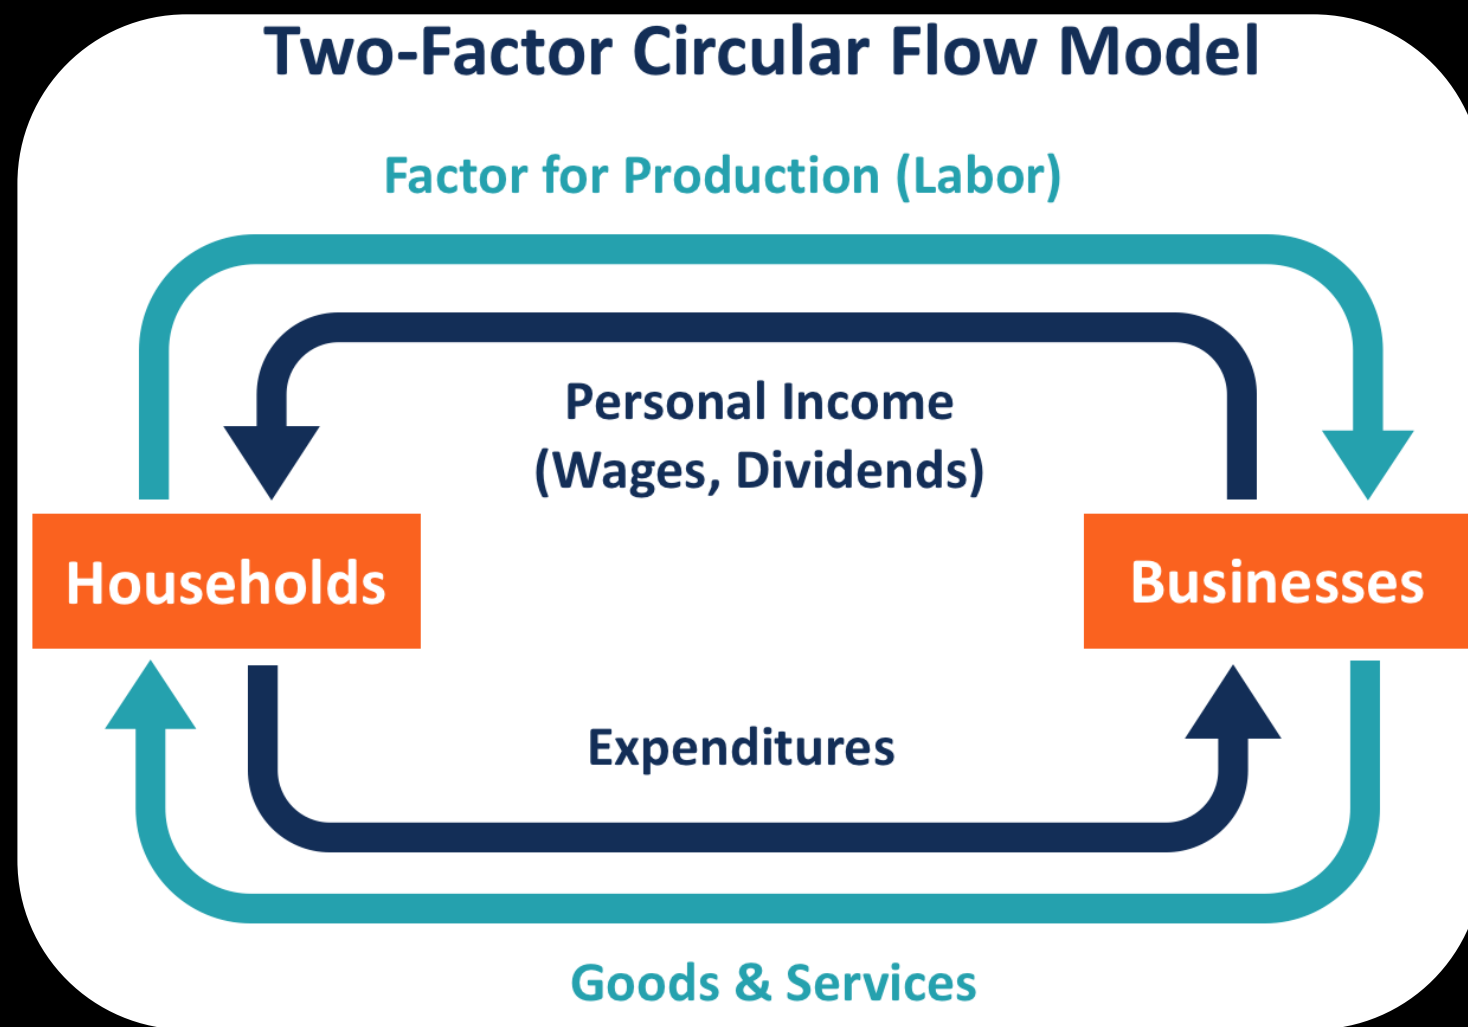 Two-Factor Circular Flow Model
Factor for Production (Labor)
Personal Income
(Wages, Dividends)
Households
Businesses
Expenditures
Goods & Services